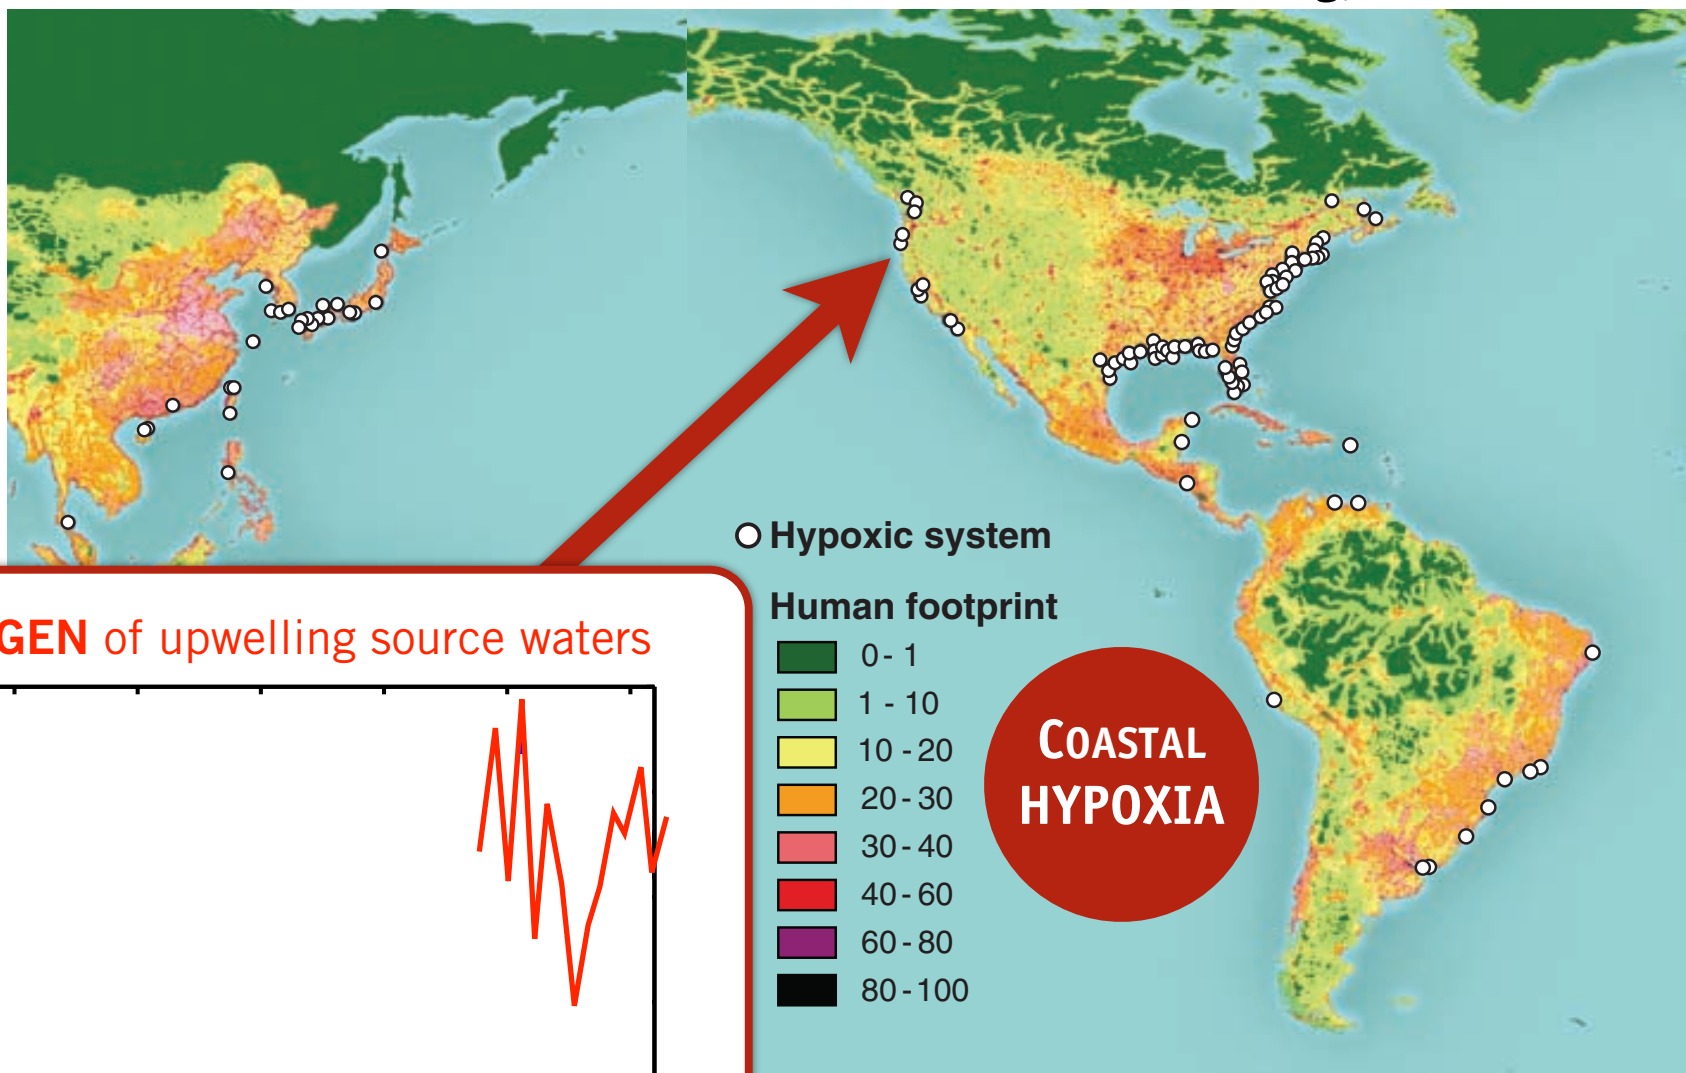 Hypoxic system
Human footprint
0-1
1-10
10-20
20-30
30-40
40-60
60-80
80-100
COASTAL
HYPOXIA
GEN of upwelling source waters